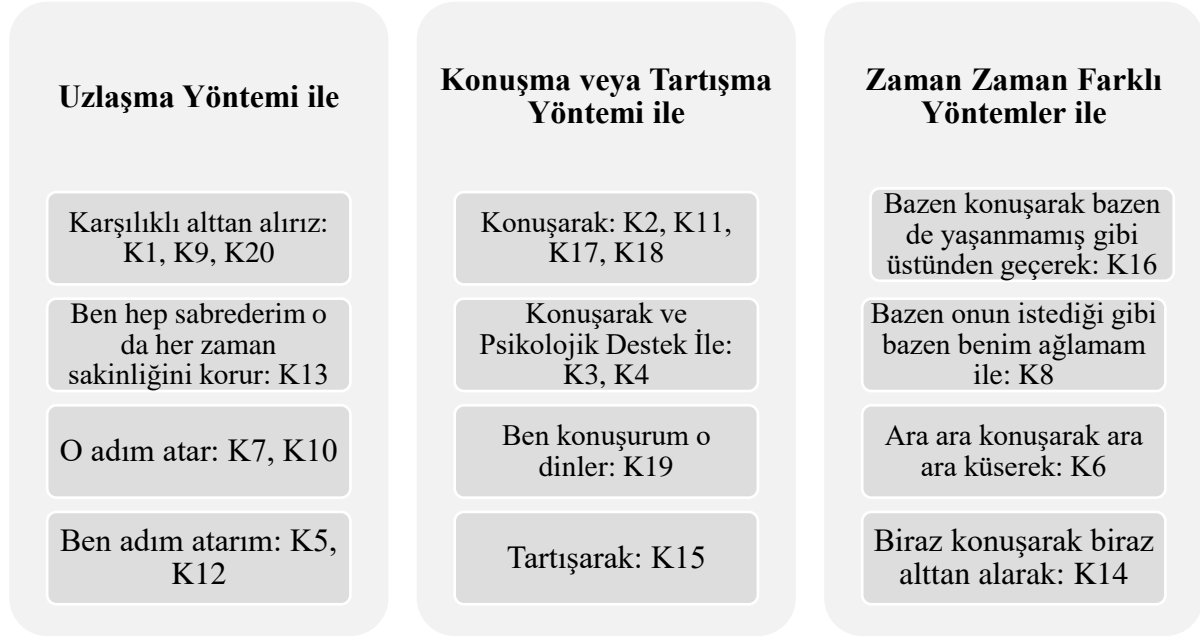 Uzlaşma Yöntemi ile
Karşılıklı alttan alırız:
K1, K9, K20
Ben hep sabrederim o
da her zaman
sakinliğini korur: K13
O adım atar: K7, K10
Ben adım atarım: K5,
K12
Konuşma veya Tartışma
Yöntemi ile
Konuşarak: K2, K11,
K17, K18
Konuşarak ve
Psikolojik Destek İle:
K3, K4
Ben konuşurum o
dinler: K19
Tartışarak: K15
Zaman Zaman Farklı
Yöntemler ile
Bazen konuşarak bazen
de yaşanmamış gibi
üstünden geçerek: K16
Bazen onun istediği gibi
bazen benim ağlamam
ile: K8
Ara ara konuşarak ara
ara küserek: K6
Biraz konuşarak biraz
alttan alarak: K14